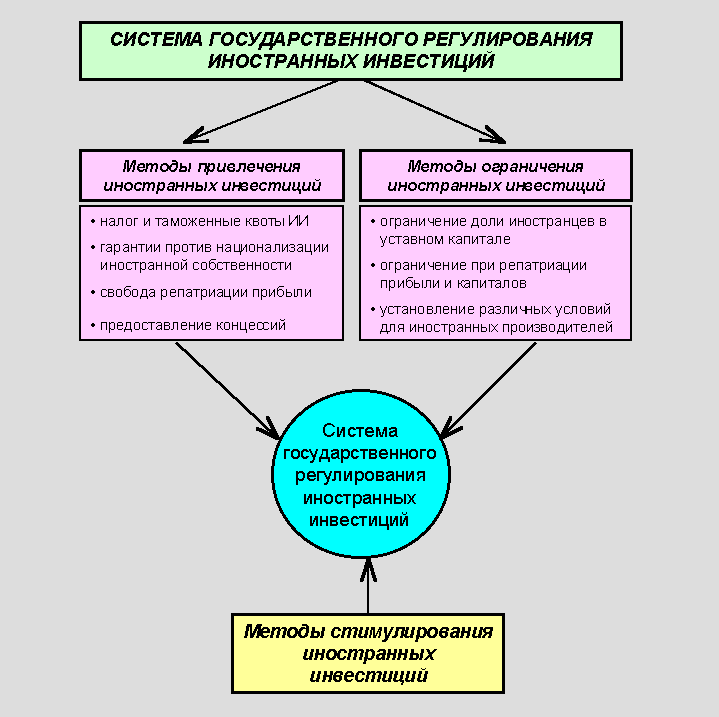 СИСТЕМА ГОСУДАРСТВЕННОГО РЕГУЛИРОВАНИЯ
ИНОСТРАННЫХ ИНВЕСТИЦИЙ
Методы привлечения
иностранных инвестиций
• налог и таможенные квоты ИИ
• гарантии против национализации
иностранной собственности
• свобода репатриации прибыли
• предоставление концессий
Методы ограничения
иностранных инвестиций
• ограничение доли иностранцев в
уставном капитале
• ограничение при репатриации
прибыли и капиталов
• установление различных условий
для иностранных производителей
Система
государственного
регулирования
иностранных
инвестиций
Методы стимулирования
иностранных
инвестиций